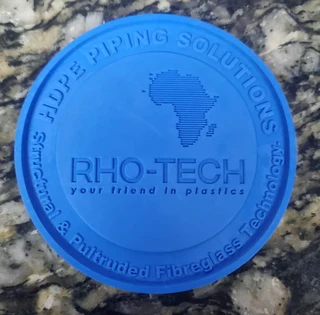 HDPE PIPING SOLUTIONS
RHO-TECH
your friend in plastics
Structural & Pultruded Fibreglass Technology